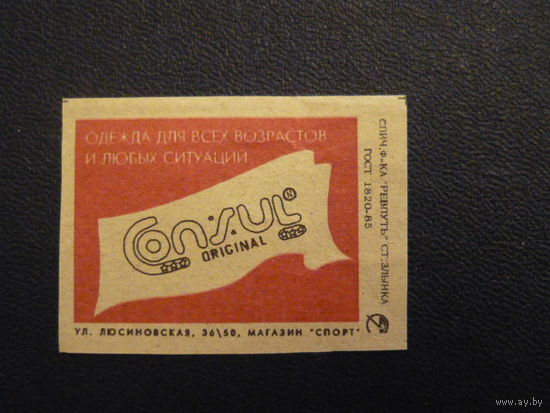 ОДЕЖДА ДЛЯ ВСЕХ ВОЗРАСТОВ
И ЛЮБЫХ СИТУАЦИЙ
Consul®
ORIGINAL
УЛ. ЛЮСИНОВСКАЯ, 36\50, МАГАЗИН "СПОРТ"
СПИЧ.Ф-КА "РЕВПУТЬ" СТ.ЗЛЫНКА
ГОСТ 1820-85
www.ay.by